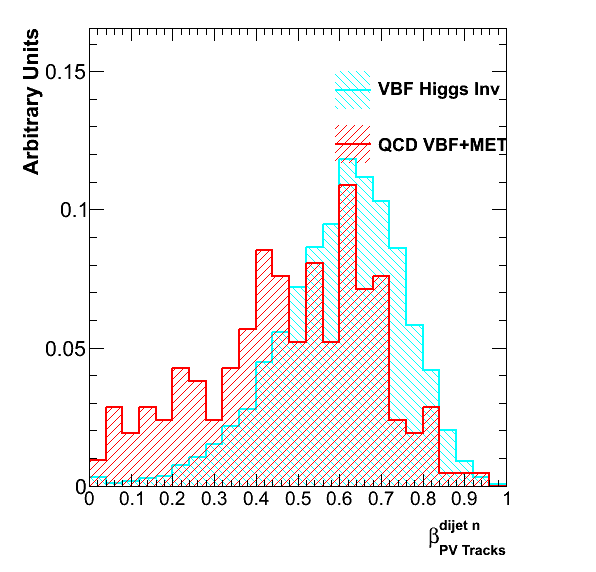 Arbitrary Units
0.15
0.1
0.05
0
VBF Higgs Inv
QCD VBF+MET
0 0.1 0.2 0.3 0.4 0.5 0.6 0.7 0.8 0.9 1
β dijet n
PV Tracks